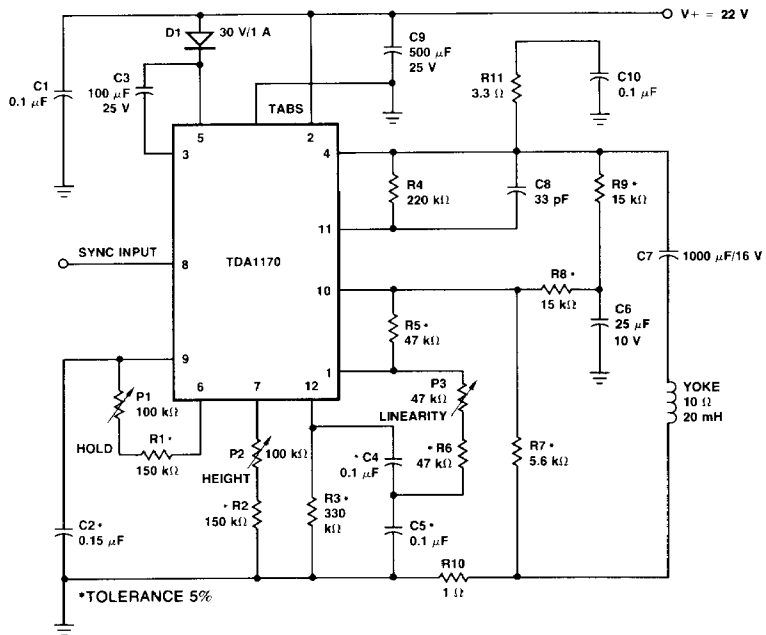 V+ = 22 V
D1
30 V/1 A
C9
500 μF
25 V
C1
0.1 μF
C3
100 μF
25 V
R11
3.3 Ω
C10
0.1 μF
TABS
5
2
3
4
R4
220 kΩ
C8
33 pF
R9*
15 kΩ
11
SYNC INPUT
8
TDA1170
C7
1000 μF/16 V
10
R8*
15 kΩ
C6
25 μF
10 V
R5*
47 kΩ
9
1
6
7
12
P1
100 kΩ
HOLD
R1*
150 kΩ
P2
100 kΩ
HEIGHT
P3
47 kΩ
LINEARITY
YOKE
10 Ω
20 mH
*C4
0.1 μF
*R6
47 kΩ
R7*
5.6 kΩ
*R2
150 kΩ
R3*
330
kΩ
C2*
0.15 μF
C5*
0.1 μF
R10
1 Ω
*TOLERANCE 5%